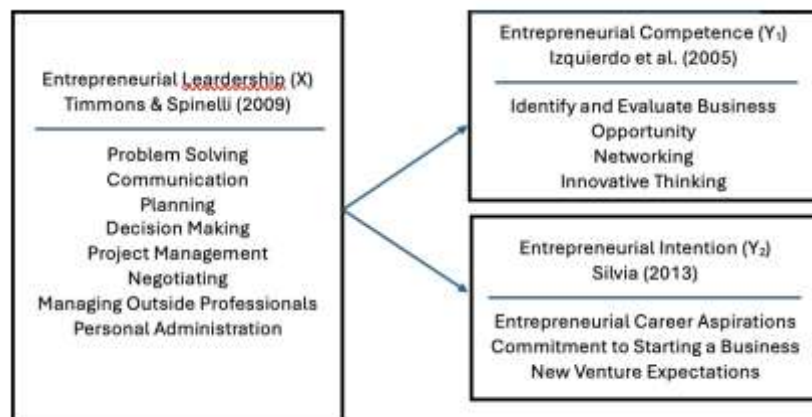 Entrepreneurial Leardership (X)
Timmons & Spinelli (2009)
Problem Solving
Communication
Planning
Decision Making
Project Management
Negotiating
Managing Outside Professionals
Personal Administration
Entrepreneurial Competence (Y₁)
Izquierdo et al. (2005)
Identify and Evaluate Business
Opportunity
Networking
Innovative Thinking
Entrepreneurial Intention (Y₂)
Silvia (2013)
Entrepreneurial Career Aspirations
Commitment to Starting a Business
New Venture Expectations